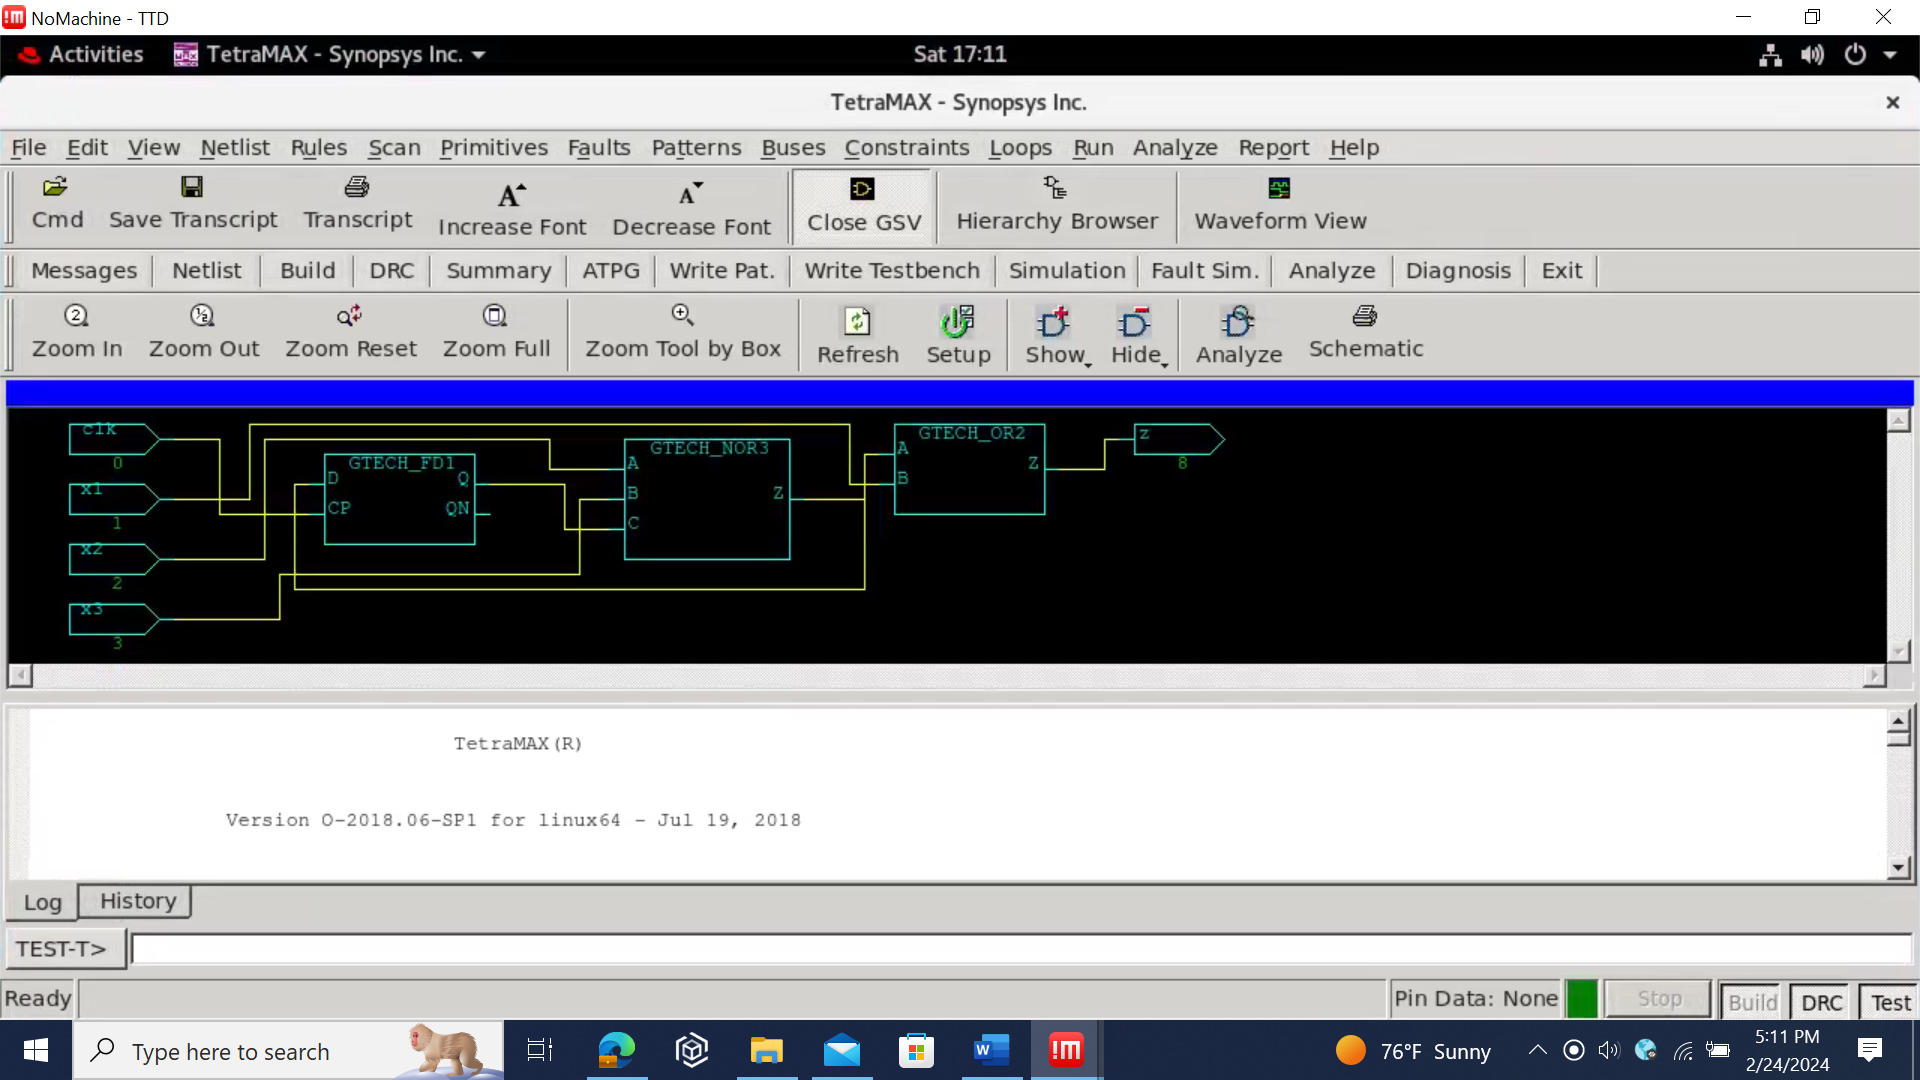 NoMachine - TTD
Activities TetraMAX - Synopsys Inc. Sat 17:11
TetraMAX - Synopsys Inc.
File Edit View Netlist Rules Scan Primitives Faults Patterns Buses Constraints Loops Run Analyze Report Help
Cmd Save Transcript Transcript Increase Font Decrease Font Close GSV Hierarchy Browser Waveform View
Messages Netlist Build DRC Summary ATPG Write Pat. Write Testbench Simulation Fault Sim. Analyze Diagnosis Exit
Zoom In Zoom Out Zoom Reset Zoom Full Zoom Tool by Box Refresh Setup Show Hide Analyze Schematic
clk
0
x1
1
x2
2
x3
3
GTECH_FD1
D Q
CP QN
GTECH_NOR3
A
B Z
C
GTECH_OR2
A
Z
B
z
8
TetraMAX(R)
Version O-2018.06-SP1 for linux64 - Jul 19, 2018
Log History
TEST-T>
Ready Pin Data: None Stop Build DRC Test
Type here to search 76°F Sunny 5:11 PM
2/24/2024